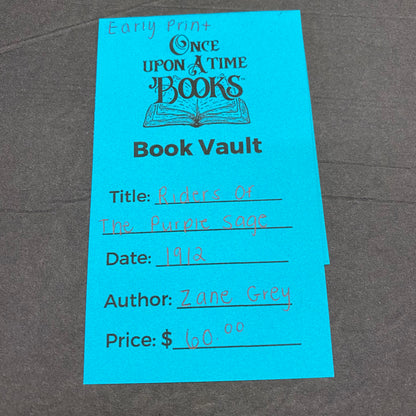 Early Print
ONCE
UPON A TIME
BOOKS
Book Vault
Title: Riders Of
The Purple Sage
Date: 1912
Author: Zane Grey
Price: $ 60.00